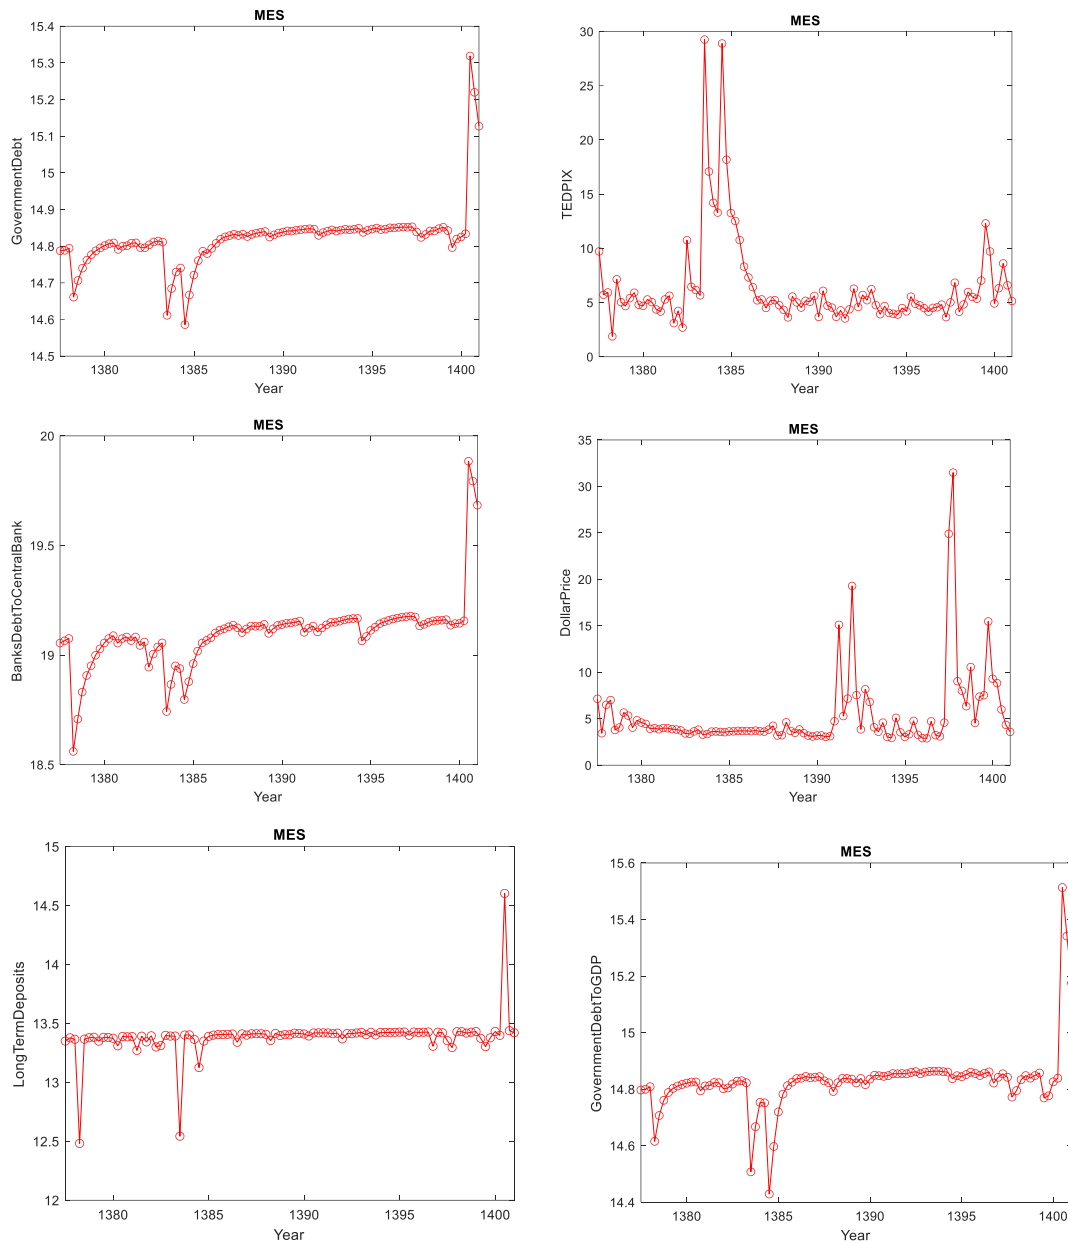 MES
15.4
15.3
15.2
15.1
15
14.9
14.8
14.7
14.6
14.5
GovernmentDebt
1380 1385 1390 1395 1400
Year
MES
30
25
20
15
10
5
0
TEDPIX
1380 1385 1390 1395 1400
Year
MES
20
19.5
19
18.5
BanksDebtToCentralBank
1380 1385 1390 1395 1400
Year
MES
35
30
25
20
15
10
5
0
DollarPrice
1380 1385 1390 1395 1400
Year
MES
15
14.5
14
13.5
13
12.5
12
LongTermDeposits
1380 1385 1390 1395 1400
Year
MES
15.6
15.4
15.2
15
14.8
14.6
14.4
GovernmentDebtToGDP
1380 1385 1390 1395 1400
Year